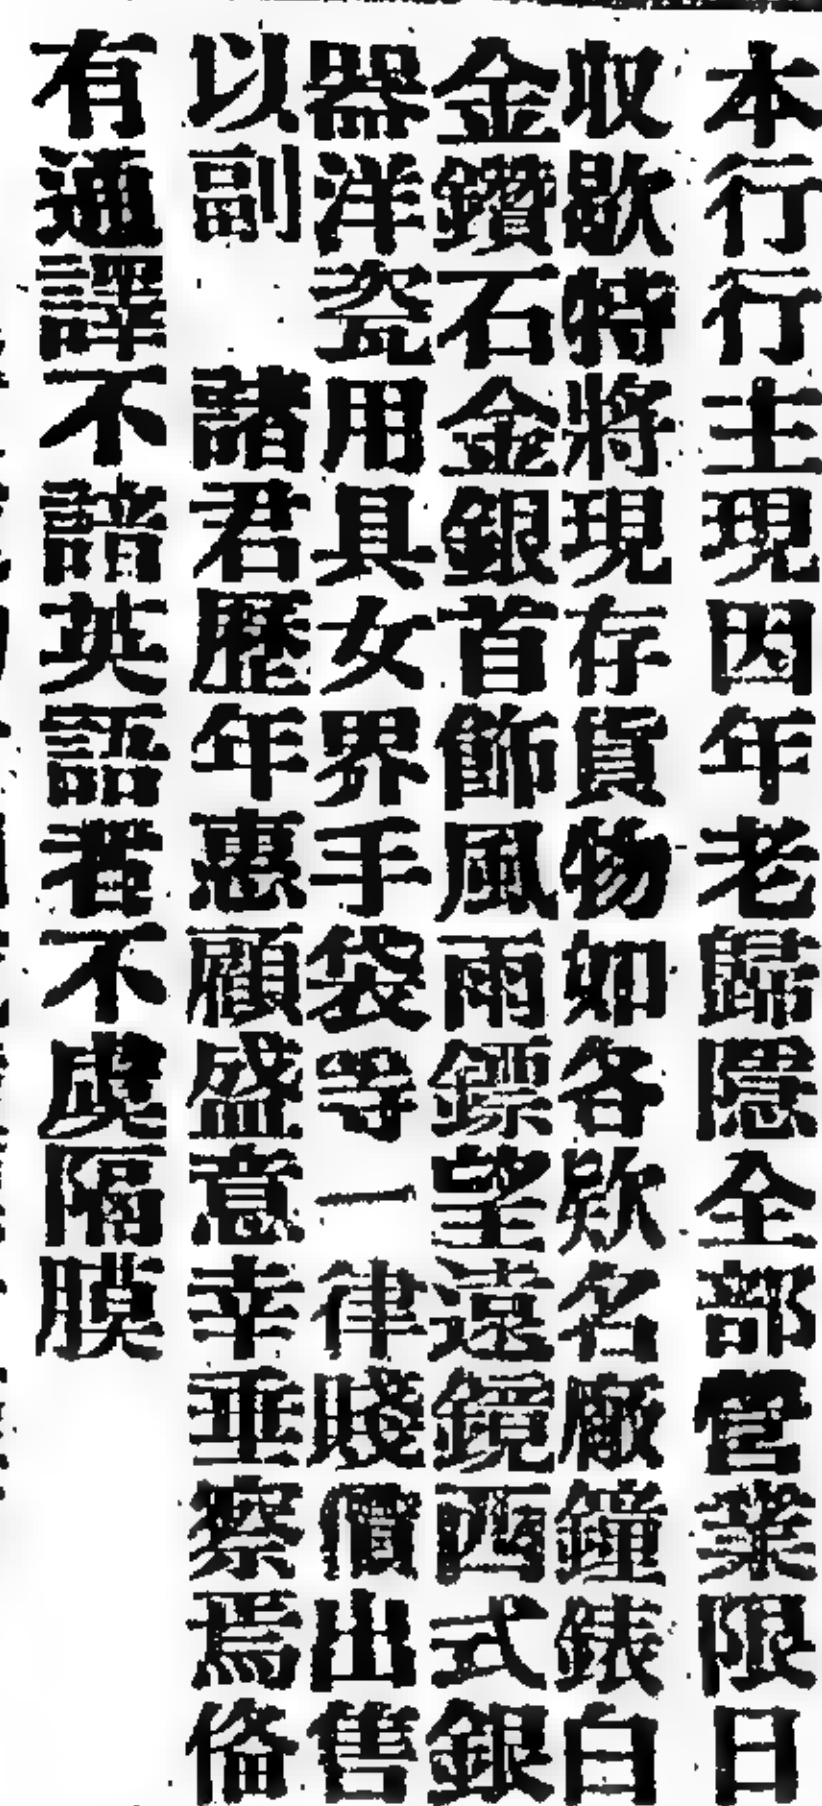 本行行主現因年老歸隱全部營業限日
収歇特將現存貨物如各欵名廠鐘錶白
金鑽石金銀首飾風雨鏢望遠鏡西式銀
器洋瓷用具女界手袋等一律賤價出售
以副　諸君歷年惠顧盛意幸垂察焉俻
有通譯不諳英語者不虞隔膜